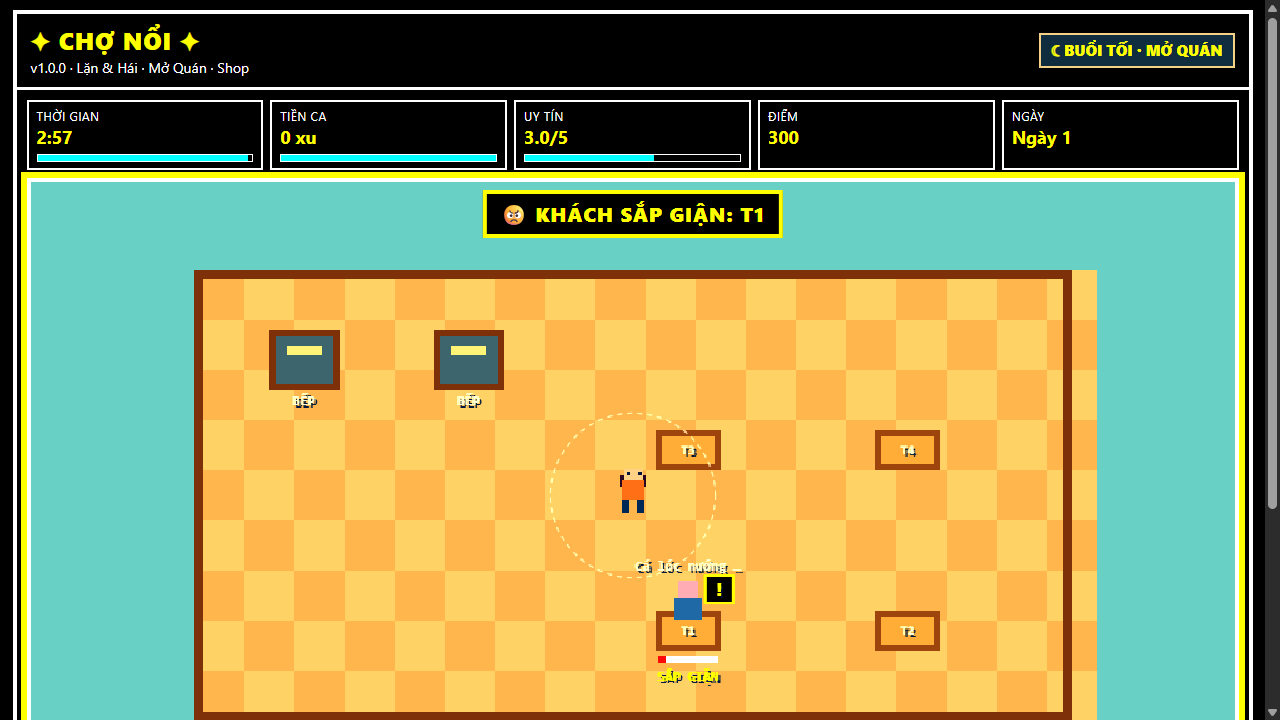 ✦ CHỢ NỔI ✦
v1.0.0 · Lặn & Hái · Mở Quán · Shop
☾ BUỔI TỐI · MỞ QUÁN
THỜI GIAN
2:57
TIỀN CA
0 xu
UY TÍN
3.0/5
ĐIỂM
300
NGÀY
Ngày 1
😡 KHÁCH SẮP GIẬN: T1
BẾP
BẾP
T3
T4
Cá lóc nướng …
!
T1
T2
SẮP GIẬN